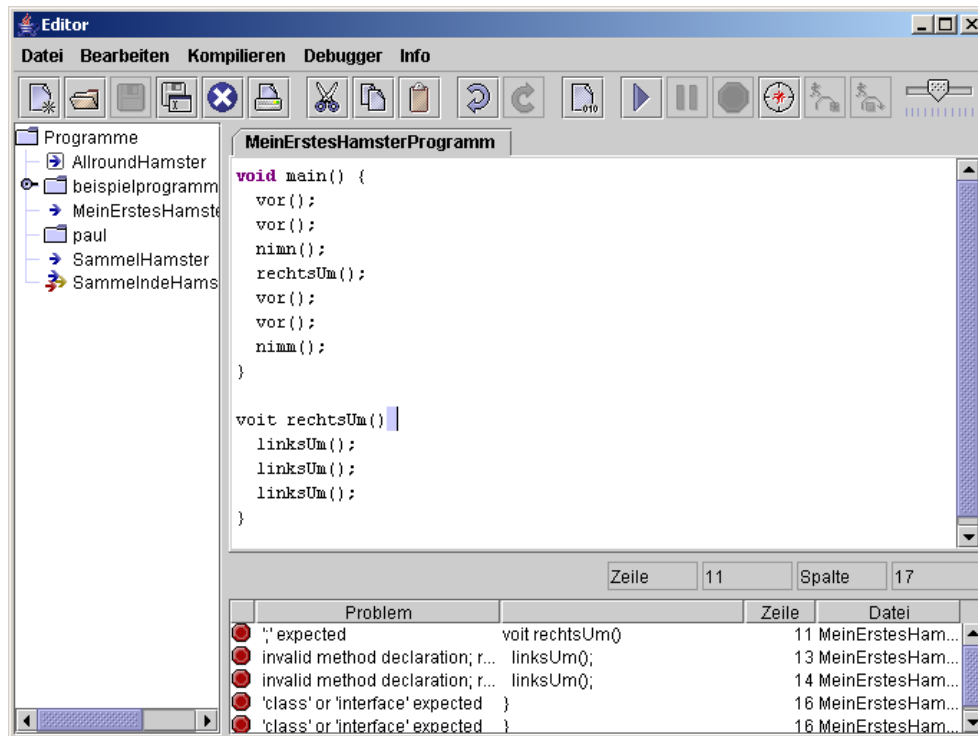 Editor
Datei Bearbeiten Kompilieren Debugger Info
010
Programme
AllroundHamster
beispielprogramm
MeinErstesHamste
paul
SammelHamster
SammelndeHams
MeinErstesHamsterProgramm
void main() {
vor();
vor();
nimn();
rechtsUm();
vor();
vor();
nimm();
}
voit rechtsUm()
linksUm();
linksUm();
linksUm();
}
Zeile 11 Spalte 17
Problem Zeile Datei
';' expected voit rechtsUm() 11 MeinErstesHam...
invalid method declaration; r... linksUm(); 13 MeinErstesHam...
invalid method declaration; r... linksUm(); 14 MeinErstesHam...
'class' or 'interface' expected } 16 MeinErstesHam...
'class' or 'interface' expected } 16 MeinErstesHam...